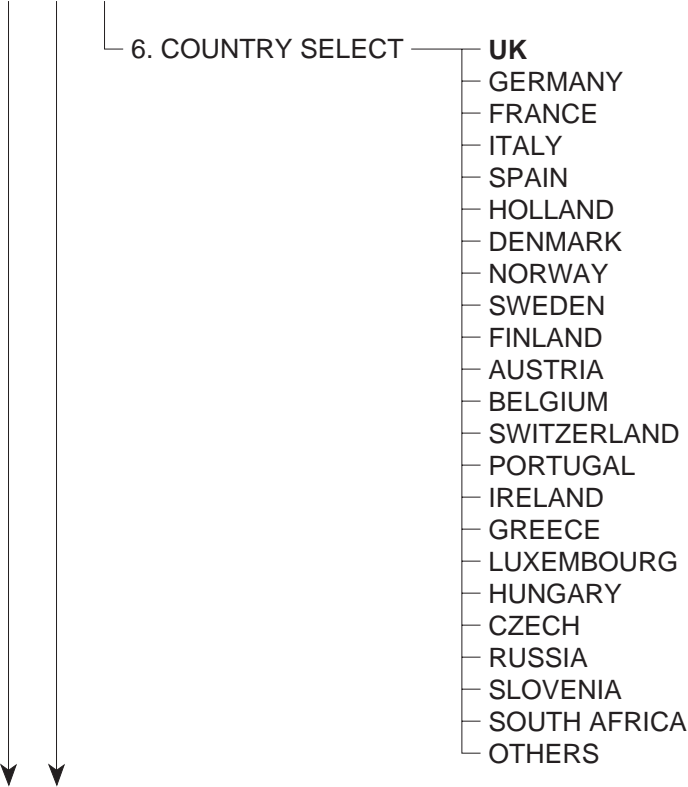 6. COUNTRY SELECT UK
GERMANY
FRANCE
ITALY
SPAIN
HOLLAND
DENMARK
NORWAY
SWEDEN
FINLAND
AUSTRIA
BELGIUM
SWITZERLAND
PORTUGAL
IRELAND
GREECE
LUXEMBOURG
HUNGARY
CZECH
RUSSIA
SLOVENIA
SOUTH AFRICA
OTHERS